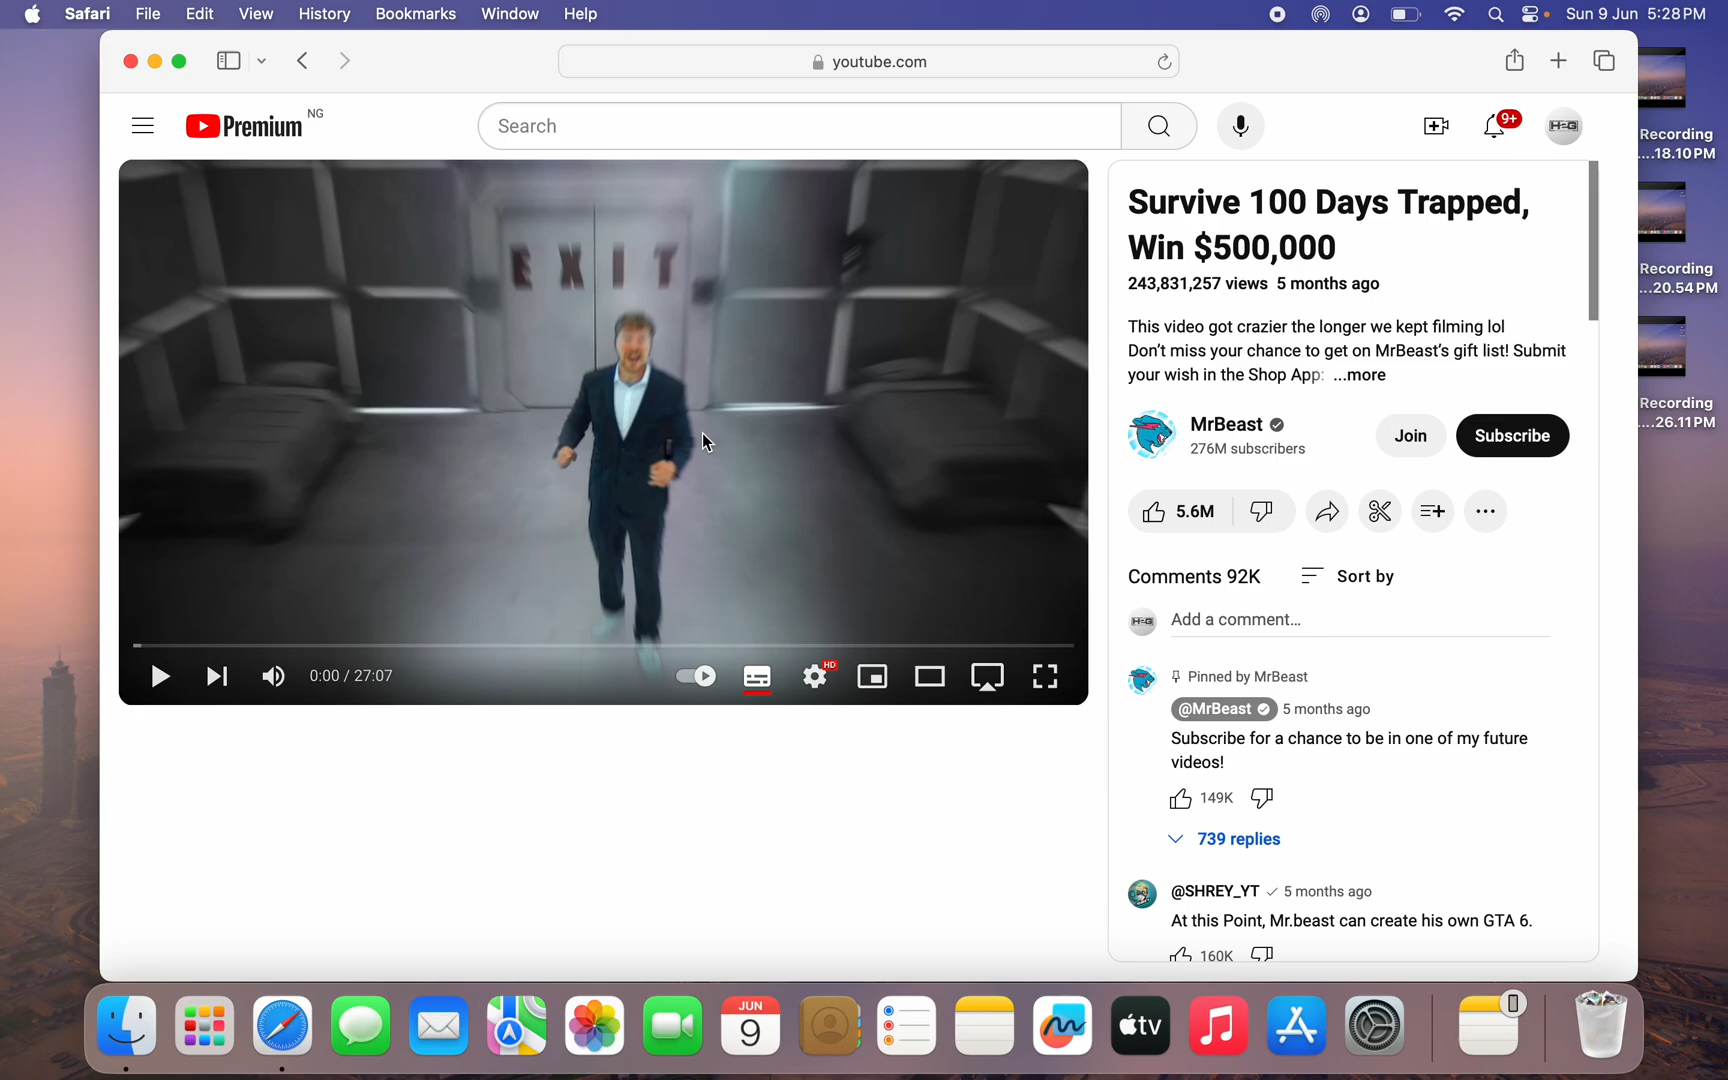 Safari File Edit View History Bookmarks Window Help Sun 9 Jun 5:28 PM
youtube.com
Premium NG
Search
9+
H2G
Recording
....18.10 PM
Recording
...20.54 PM
Recording
....26.11 PM
EXIT
0:00 / 27:07
HD
Survive 100 Days Trapped,
Win $500,000
243,831,257 views 5 months ago
This video got crazier the longer we kept filming lol
Don't miss your chance to get on MrBeast's gift list! Submit
your wish in the Shop App: ...more
MrBeast
276M subscribers
Join
Subscribe
5.6M
Comments 92K
Sort by
H2G
Add a comment...
Pinned by MrBeast
@MrBeast 5 months ago
Subscribe for a chance to be in one of my future
videos!
149K
739 replies
@SHREY_YT 5 months ago
At this Point, Mr.beast can create his own GTA 6.
160K
JUN
9
tv